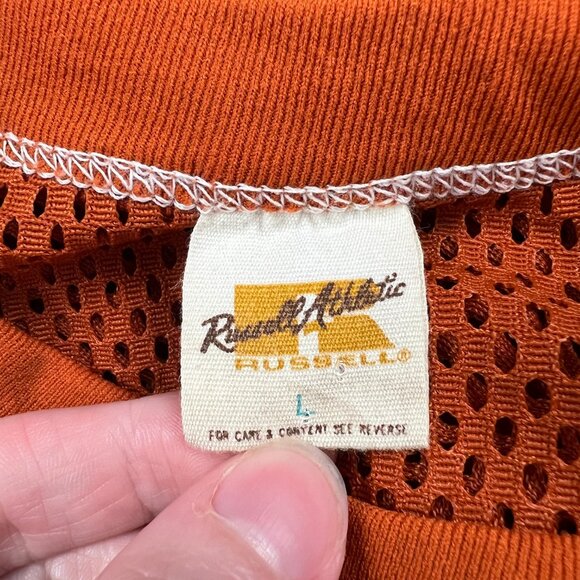 Russell Athletic
RUSSELL®
L
FOR CARE & CONTENT SEE REVERSE